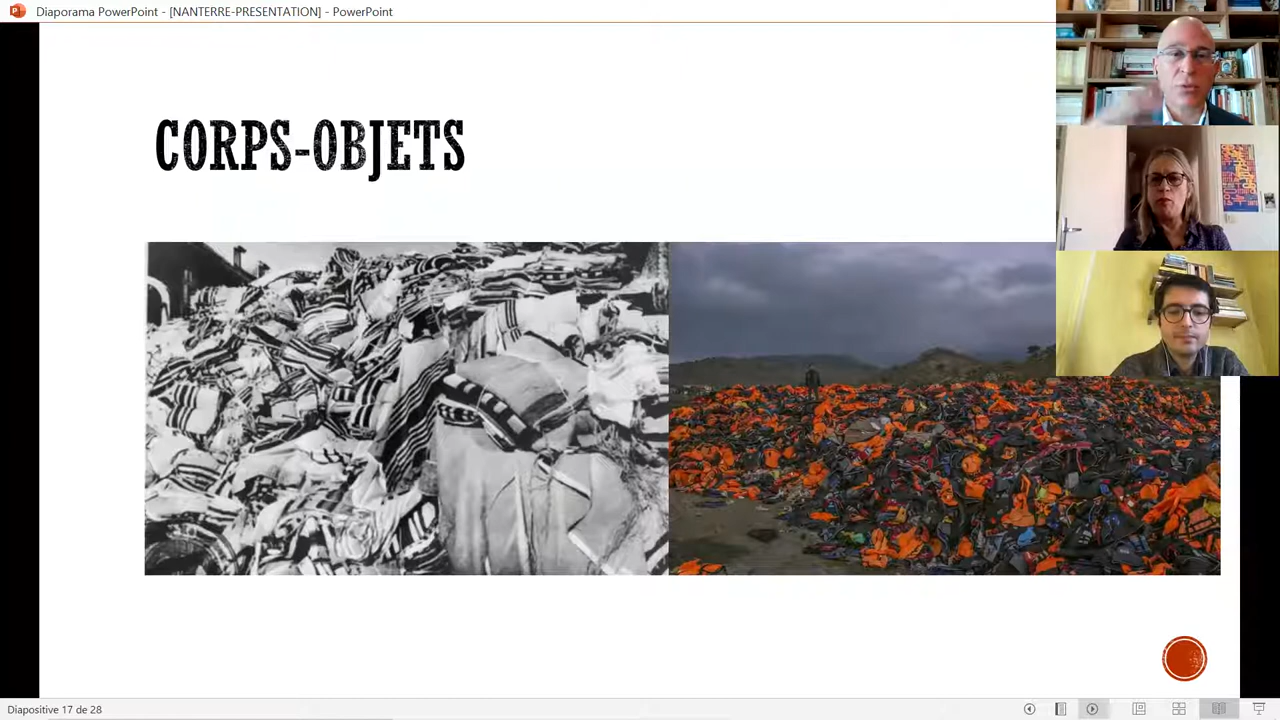 Diaporama PowerPoint - [NANTERRE-PRESENTATION] - PowerPoint
CORPS-OBJETS
Diapositive 17 de 28